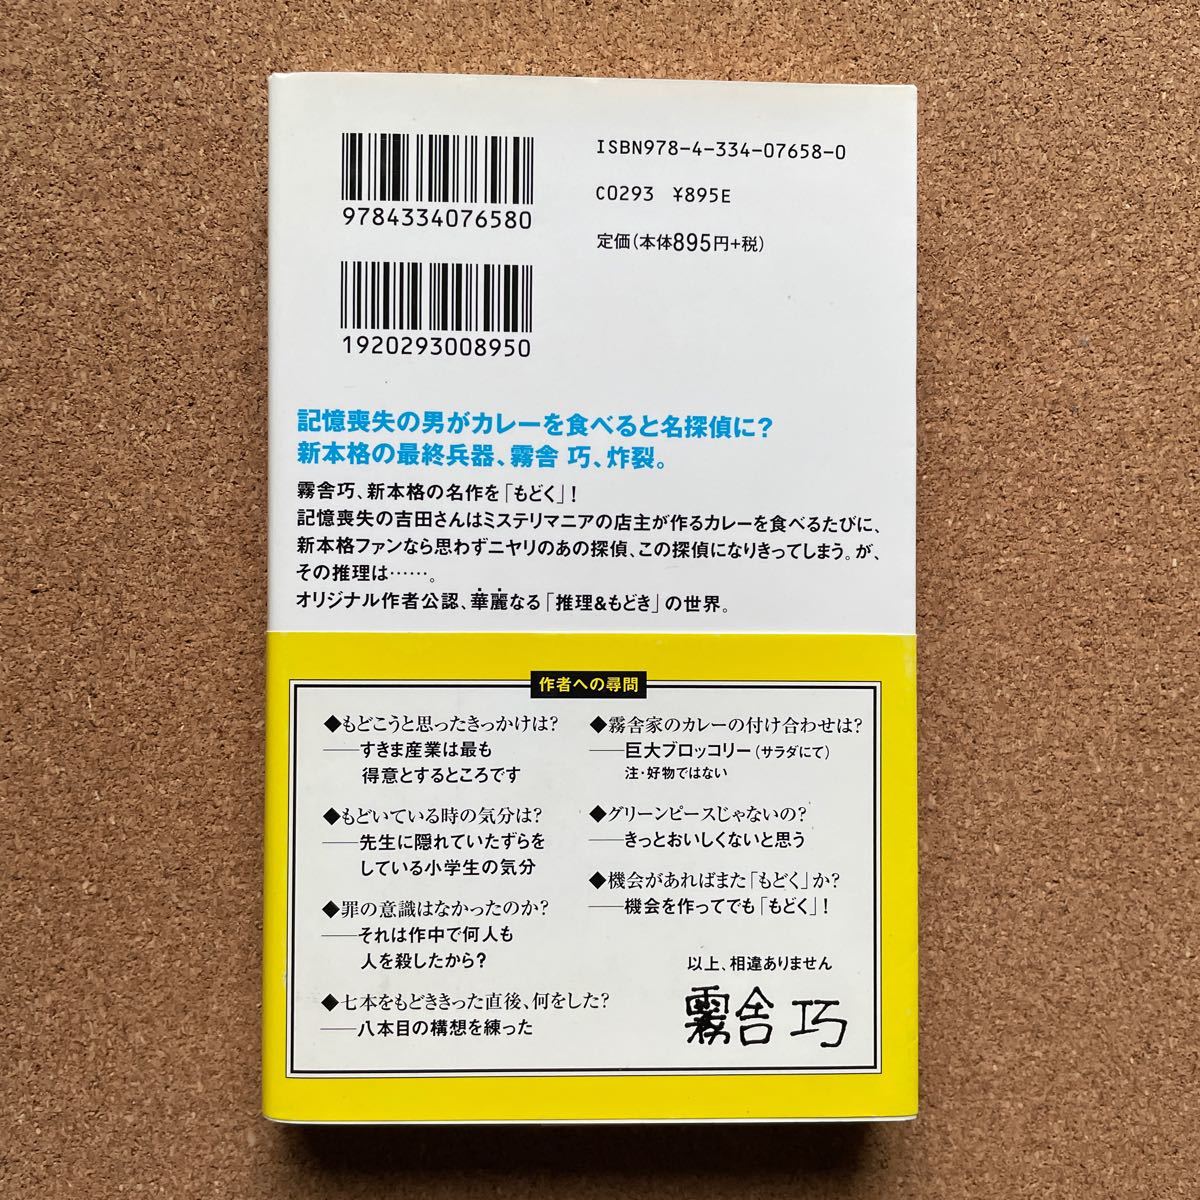 ISBN978-4-334-07658-0
9784334076580
C0293 ¥895E
定価(本体895円+税)
1920293008950
記憶喪失の男がカレーを食べると名探偵に?
新本格の最終兵器、霧舎 巧、炸裂。
霧舎巧、新本格の名作を「もどく」!
記憶喪失の吉田さんはミステリマニアの店主が作るカレーを食べるたびに、
新本格ファンなら思わずニヤリのあの探偵、この探偵になりきってしまう。が、
その推理は……。
オリジナル作者公認、華麗なる「推理&もどき」の世界。
作者への尋問
◆もどこうと思ったきっかけは?
──すきま産業は最も
得意とするところです
◆もどいている時の気分は?
──先生に隠れていたずらを
している小学生の気分
◆罪の意識はなかったのか?
──それは作中で何人も
人を殺したから?
◆七本をもどききった直後、何をした?
──八本目の構想を練った
◆霧舎家のカレーの付け合わせは?
──巨大ブロッコリー(サラダにて)
注・好物ではない
◆グリーンピースじゃないの?
──きっとおいしくないと思う
◆機会があればまた「もどく」か?
──機会を作ってでも「もどく」!
以上、相違ありません
霧舎 巧